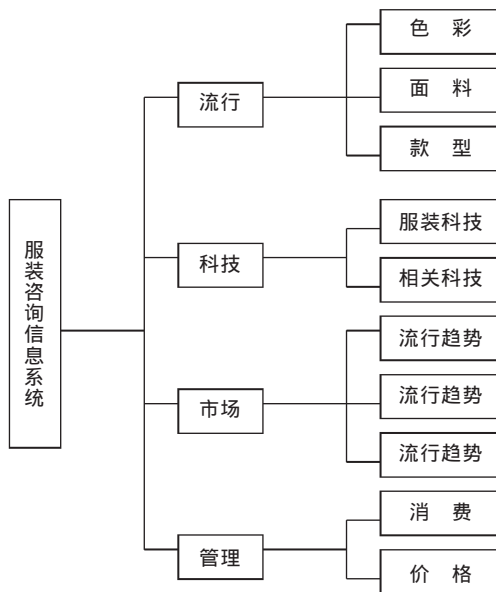 服装咨询信息系统
流行
色 彩
面 料
款 型
科技
服装科技
相关科技
市场
流行趋势
流行趋势
流行趋势
管理
消 费
价 格